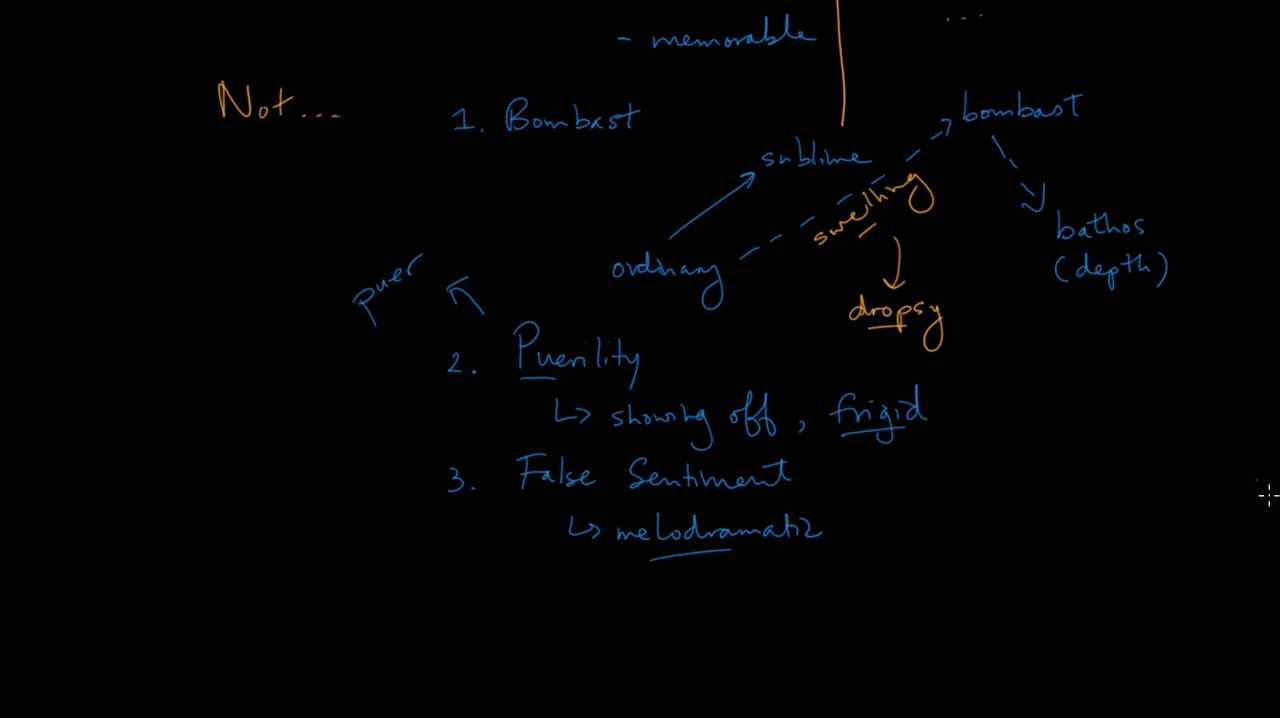 - memorable
...
Not...
1. Bombast
bombast
sublime
swelling
bathos
(depth)
ordinary
puer
dropsy
2. Puerility
↳ showing off, frigid
3. False Sentiment
↳ melodramatic